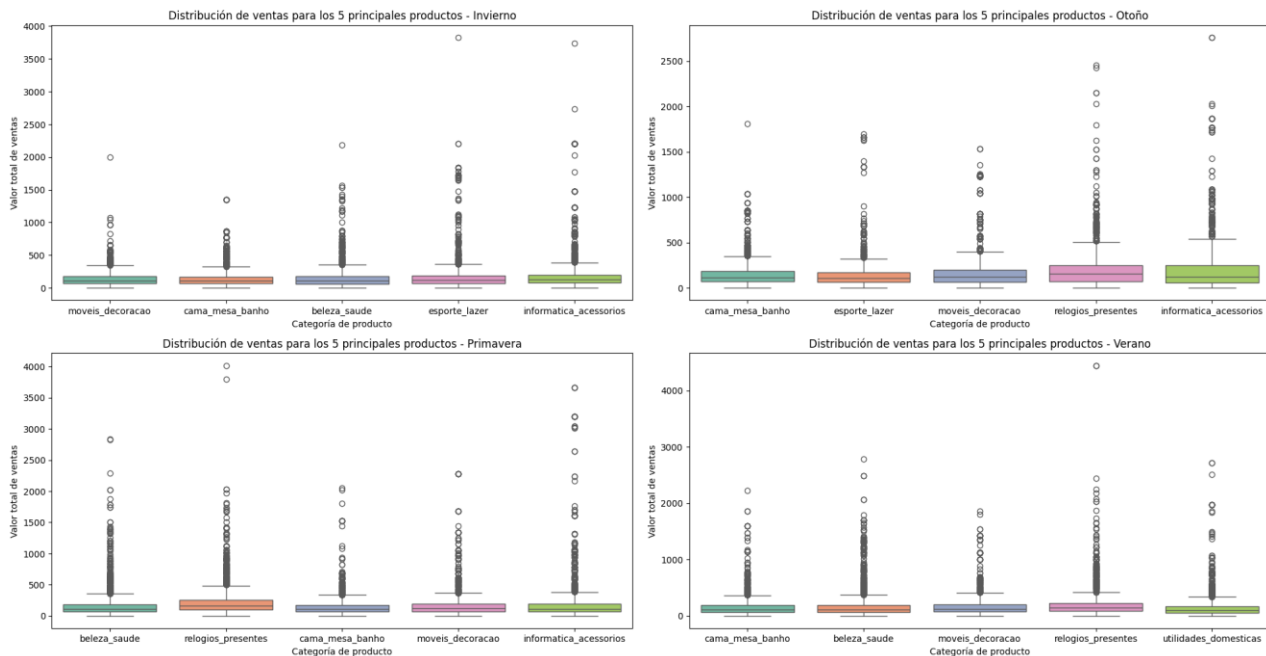 Distribución de ventas para los 5 principales productos - Invierno
4000
3500
3000
2500
2000
1500
1000
500
0
Valor total de ventas
moveis_decoracao cama_mesa_banho beleza_saude esporte_lazer informatica_acessorios
Categoría de producto
Distribución de ventas para los 5 principales productos - Otoño
2500
2000
1500
1000
500
0
Valor total de ventas
cama_mesa_banho esporte_lazer moveis_decoracao relogios_presentes informatica_acessorios
Categoría de producto
Distribución de ventas para los 5 principales productos - Primavera
4000
3500
3000
2500
2000
1500
1000
500
0
Valor total de ventas
beleza_saude relogios_presentes cama_mesa_banho moveis_decoracao informatica_acessorios
Categoría de producto
Distribución de ventas para los 5 principales productos - Verano
4000
3000
2000
1000
0
Valor total de ventas
cama_mesa_banho beleza_saude moveis_decoracao relogios_presentes utilidades_domesticas
Categoría de producto